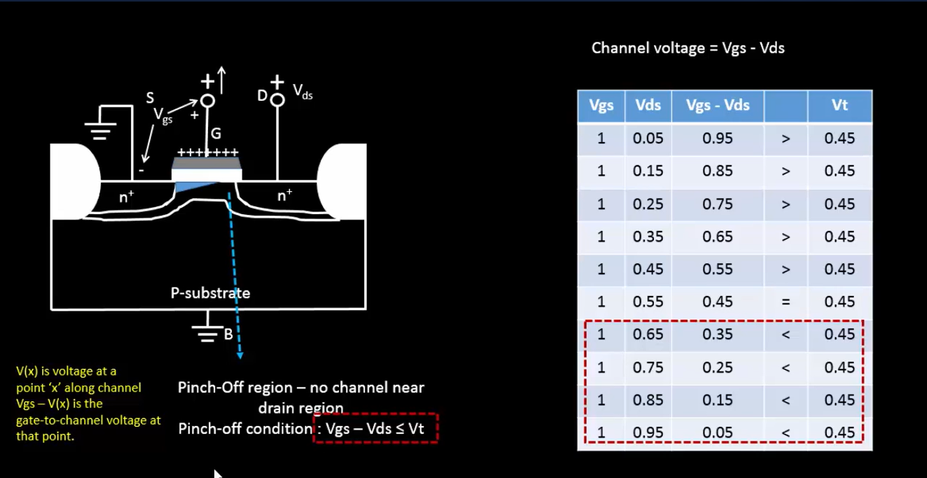 Channel voltage = Vgs - Vds
S
Vgs
+
+
G
D
+
Vds
+++++++
-
n+
n+
P-substrate
B
V(x) is voltage at a
point ‘x’ along channel
Vgs – V(x) is the
gate-to-channel voltage at
that point.
Pinch-Off region – no channel near
drain region
Pinch-off condition : Vgs – Vds ≤ Vt
Vgs Vds Vgs - Vds Vt
1 0.05 0.95 > 0.45
1 0.15 0.85 > 0.45
1 0.25 0.75 > 0.45
1 0.35 0.65 > 0.45
1 0.45 0.55 > 0.45
1 0.55 0.45 = 0.45
1 0.65 0.35 < 0.45
1 0.75 0.25 < 0.45
1 0.85 0.15 < 0.45
1 0.95 0.05 < 0.45